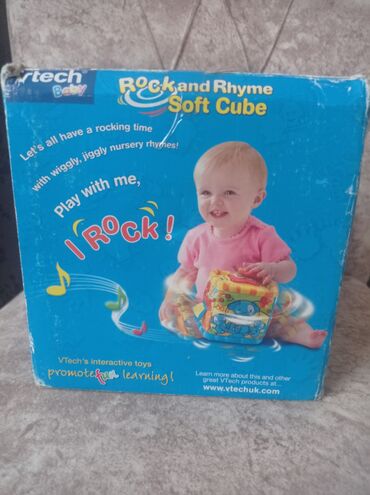 vtech
Baby
Rock and Rhyme
Soft Cube
Let's all have a rocking time
with wiggly, jiggly nursery rhymes!
Play with me,
I ROCK!
VTech's interactive toys
promote fun learning!
Learn more about this and other
great VTech products at...
www.vtechuk.com